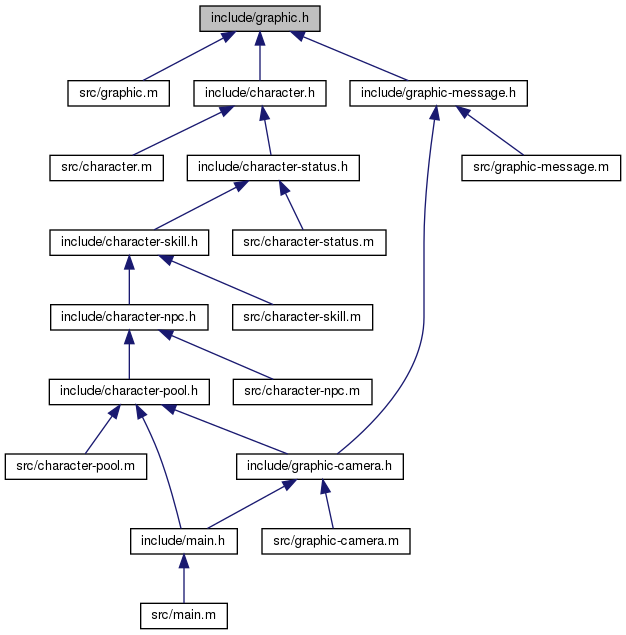 include/graphic.h
src/graphic.m
include/character.h
include/graphic-message.h
src/character.m
include/character-status.h
src/graphic-message.m
include/character-skill.h
src/character-status.m
include/character-npc.h
src/character-skill.m
include/character-pool.h
src/character-npc.m
src/character-pool.m
include/graphic-camera.h
include/main.h
src/graphic-camera.m
src/main.m